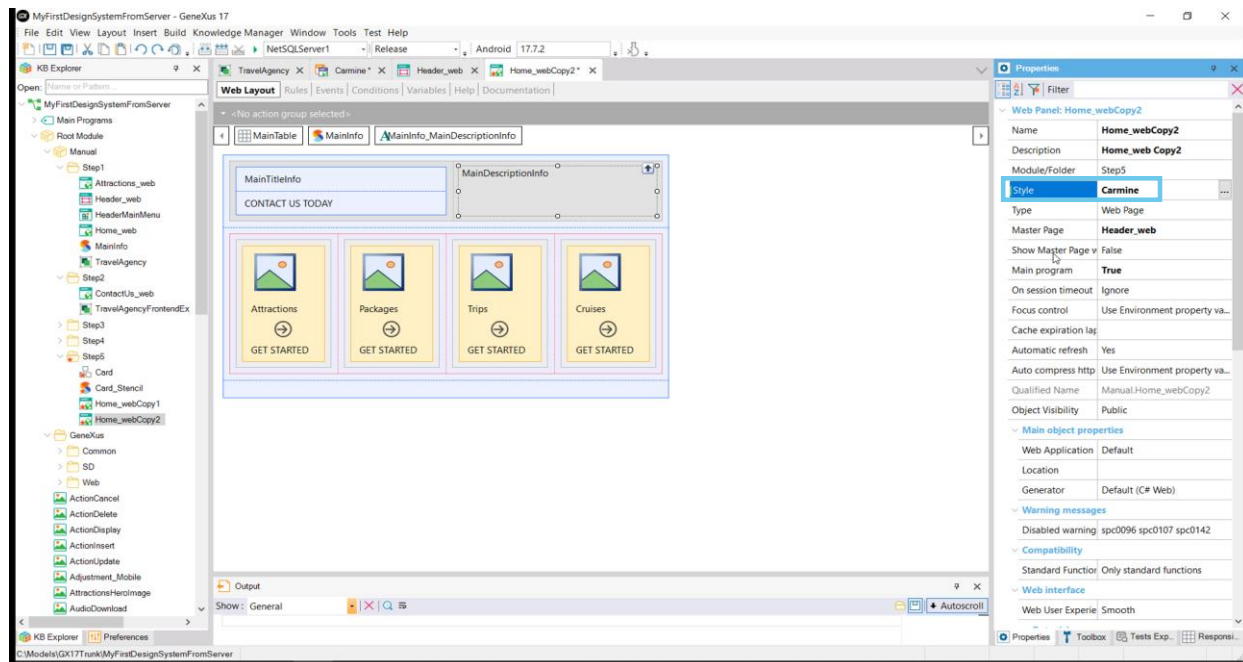 MyFirstDesignSystemFromServer - GeneXus 17
File Edit View Layout Insert Build Knowledge Manager Window Tools Test Help
NetSQLServer1 Release Android 17.7.2
KB Explorer
Open: Name or Pattern...
MyFirstDesignSystemFromServer
Main Programs
Root Module
Manual
Step1
Attractions_web
Header_web
HeaderMainMenu
Home_web
MainInfo
TravelAgency
Step2
ContactUs_web
TravelAgencyFrontendEx
Step3
Step4
Step5
Card
Card_Stencil
Home_webCopy1
Home_webCopy2
GeneXus
Common
SD
Web
ActionCancel
ActionDelete
ActionDisplay
ActionInsert
ActionUpdate
Adjustment_Mobile
AttractionsHeroImage
AudioDownload
KB Explorer Preferences
TravelAgency Carmine* Header_web Home_webCopy2*
Web Layout Rules Events Conditions Variables Help Documentation
<No action group selected>
MainTable MainInfo MainInfo_MainDescriptionInfo
MainTitleInfo MainDescriptionInfo
CONTACT US TODAY
Attractions Packages Trips Cruises
GET STARTED GET STARTED GET STARTED GET STARTED
Output
Show: General Autoscroll
Properties
Filter
Web Panel: Home_webCopy2
Name Home_webCopy2
Description Home_web Copy2
Module/Folder Step5
Style Carmine ...
Type Web Page
Master Page Header_web
Show Master Page w False
Main program True
On session timeout Ignore
Focus control Use Environment property va...
Cache expiration lap
Automatic refresh Yes
Auto compress http Use Environment property va...
Qualified Name Manual.Home_webCopy2
Object Visibility Public
Main object properties
Web Application Default
Location
Generator Default (C# Web)
Warning messages
Disabled warning spc0096 spc0107 spc0142
Compatibility
Standard Function Only standard functions
Web interface
Web User Experie Smooth
Properties Toolbox Tests Exp... Responsi...
C:\Models\GX17Trunk\MyFirstDesignSystemFromServer